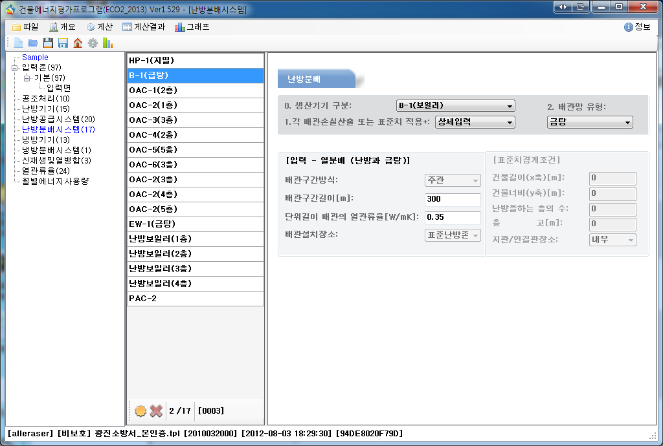 건물에너지평가프로그램(ECO2_2013) Ver1.529 - [난방분배시스템]
파일 개요 계산 계산결과 그래프 정보
Sample
입력존(97)
기본(97)
입력면
공조처리(10)
난방기기(15)
난방공급시스템(20)
난방분배시스템(17)
냉방기기(13)
냉방분배시스템(1)
신재생및열병합(3)
열관류율(24)
월별에너지사용량
HP-1(지열)
B-1(급탕)
OAC-1(2층)
OAC-2(1층)
OAC-3(3층)
OAC-4(2층)
OAC-5(5층)
OAC-6(3층)
OAC-2(3층)
OAC-2(4층)
OAC-2(5층)
EW-1(급탕)
난방보일러(1층)
난방보일러(2층)
난방보일러(3층)
난방보일러(4층)
PAC-2
2 /17 [0003]
난방분배
0. 생산기기 구분: B-1(보일러) 2. 배관망 유형:
1.각 배관손실산출 또는 표준치 적용*: 상세입력 급탕
[입력 - 열분배 (난방과 급탕)]
배관구간방식: 주관
배관구간길이[m]: 300
단위길이 배관의 열관류율[W/mK]: 0.35
배관설치장소: 표준난방존
[표준치경계조건]
건물길이(x축)[m]: 0
건물너비(y축)[m]: 0
난방풀하는 층의 수: 0
층 고[m]: 0
지관/연결관장소: 내부
[alleraser] [비보호] 광진소방서_본인증.tpl [2010032000] [2012-08-03 18:29:30] [94DE8020F79D]